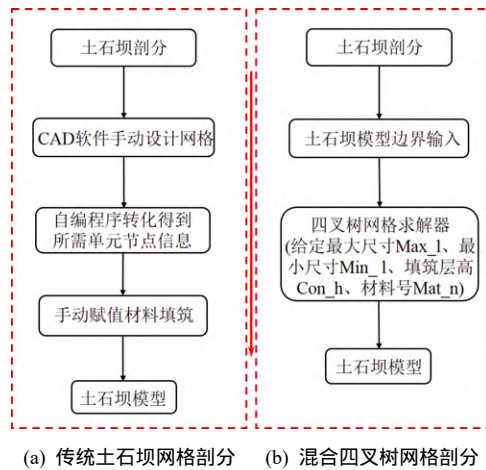 土石坝剖分
CAD软件手动设计网格
自编程序转化得到
所需单元节点信息
手动赋值材料填筑
土石坝模型
土石坝剖分
土石坝模型边界输入
四叉树网格求解器
(给定最大尺寸Max_l、最
小尺寸Min_l、填筑层高
Con_h、材料号Mat_n)
土石坝模型
(a) 传统土石坝网格剖分
(b) 混合四叉树网格剖分